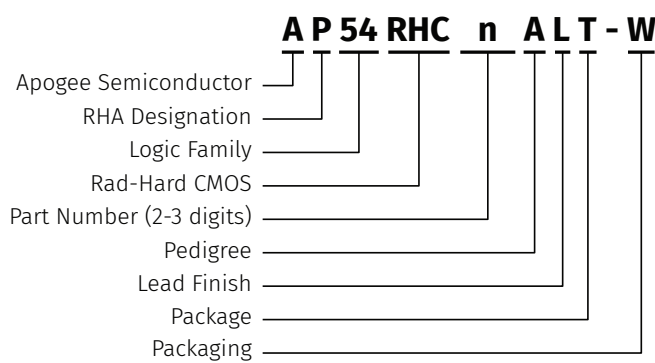 A P 54 RHC n A L T - W
Apogee Semiconductor
RHA Designation
Logic Family
Rad-Hard CMOS
Part Number (2-3 digits)
Pedigree
Lead Finish
Package
Packaging